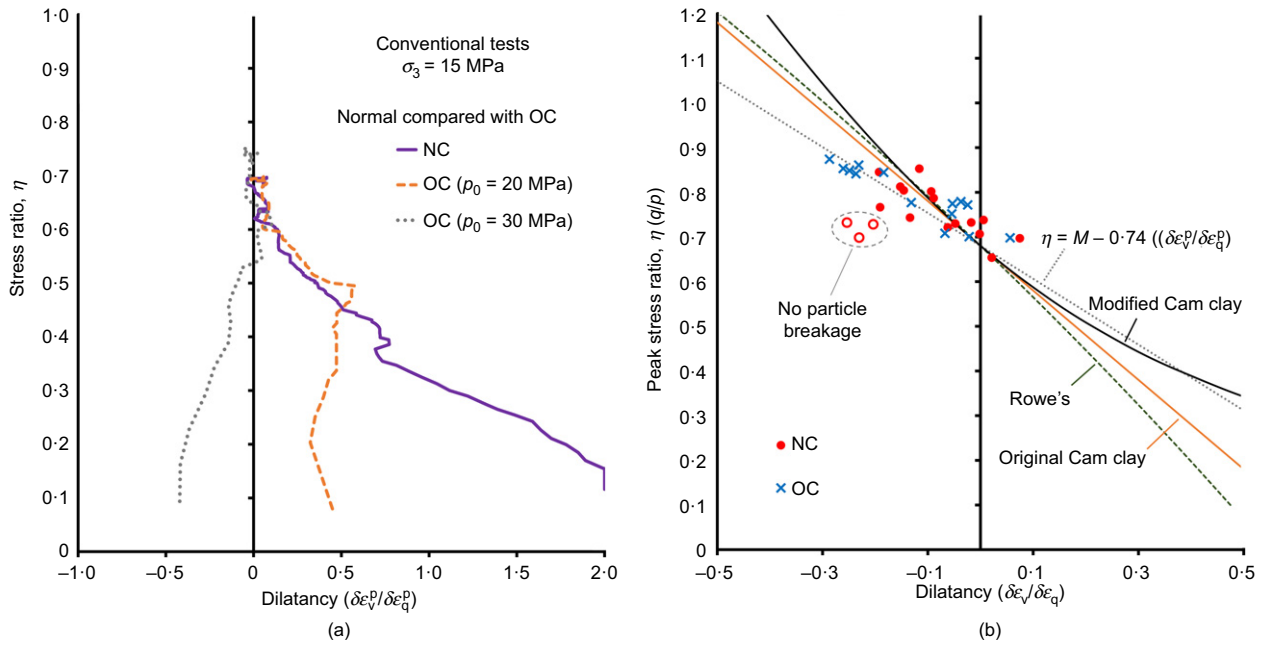 Conventional tests
σ₃ = 15 MPa
Normal compared with OC
NC
OC (p₀ = 20 MPa)
OC (p₀ = 30 MPa)
Stress ratio, η
1·0
0·9
0·8
0·7
0·6
0·5
0·4
0·3
0·2
0·1
0
–1·0
–0·5
0
0·5
1·0
1·5
2·0
Dilatancy (δεᵥᵖ/δε_qᵖ)
(a)
Peak stress ratio, η (q/p)
1·2
1·1
1·0
0·9
0·8
0·7
0·6
0·5
0·4
0·3
0·2
0·1
0
η = M – 0·74 ((δεᵥᵖ/δε_qᵖ)
Modified Cam clay
No particle
breakage
Rowe's
Original Cam clay
NC
OC
–0·5
–0·3
–0·1
0·1
0·3
0·5
Dilatancy (δεᵥ/δε_q)
(b)